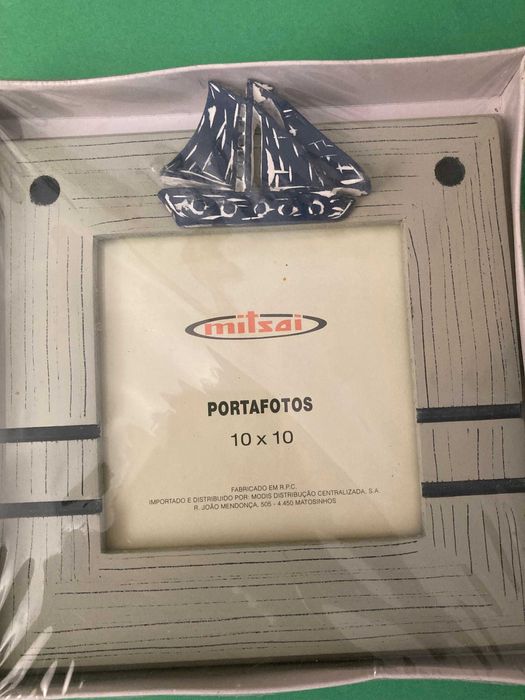 mitsai
PORTAFOTOS
10 x 10
FABRICADO EM R.P.C.
IMPORTADO E DISTRIBUIDO POR: MODIS DISTRIBUIÇÃO CENTRALIZADA, S.A.
R. JOÃO MENDONÇA, 505 - 4.450 MATOSINHOS